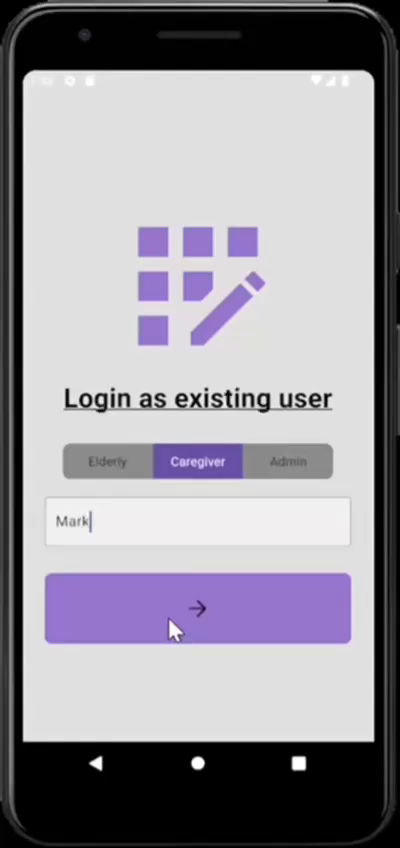 Login as existing user
Elderly Caregiver Admin
Mark